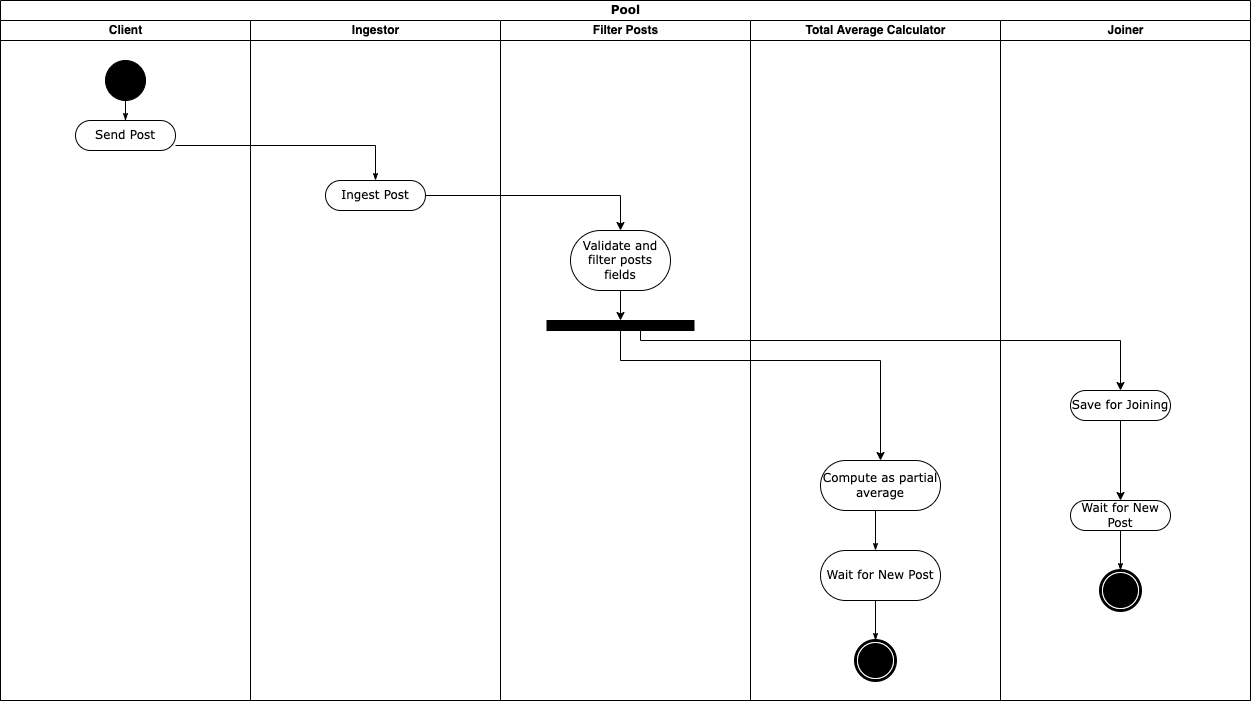 Pool
Client
Ingestor
Filter Posts
Total Average Calculator
Joiner
Send Post
Ingest Post
Validate and
filter posts
fields
Save for Joining
Compute as partial
average
Wait for New
Post
Wait for New Post